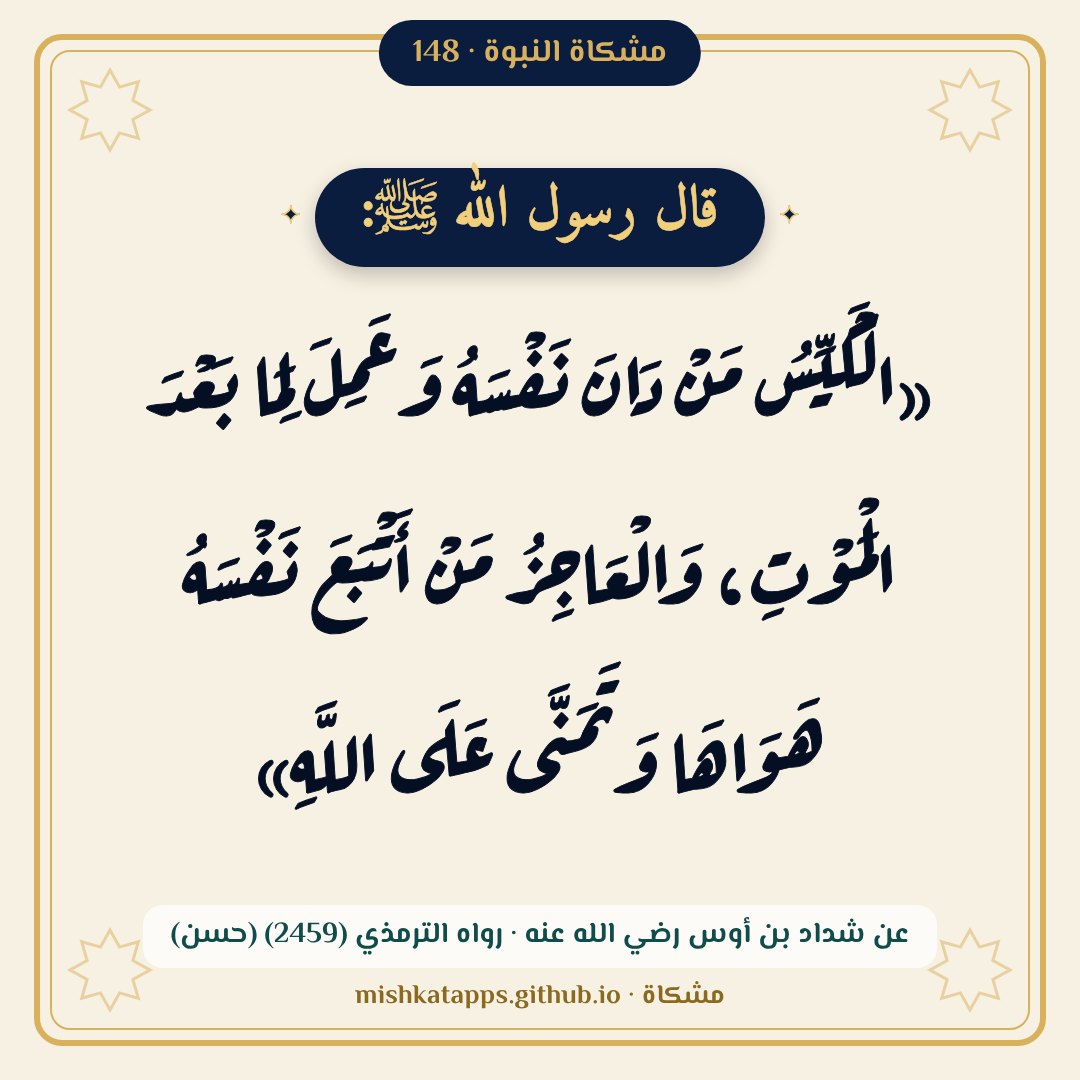 مشكاة النبوة · 148
قال رسول الله ﷺ:
«الْكَيِّسُ مَنْ دَانَ نَفْسَهُ وَعَمِلَ لِمَا بَعْدَ
الْمَوْتِ، وَالْعَاجِزُ مَنْ أَتْبَعَ نَفْسَهُ
هَوَاهَا وَتَمَنَّى عَلَى اللَّهِ»
عن شداد بن أوس رضي الله عنه · رواه الترمذي (2459) (حسن)
مشكاة · mishkatapps.github.io